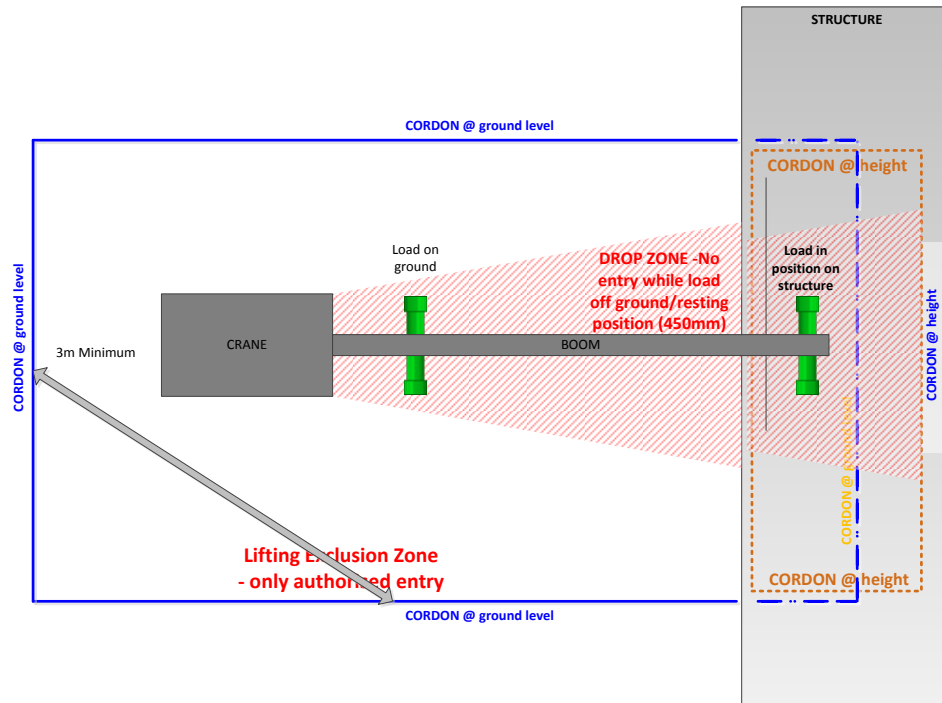 STRUCTURE
CORDON @ ground level
CORDON @ height
Load on
ground
DROP ZONE -No
entry while load
off ground/resting
position (450mm)
Load in
position on
structure
CORDON @ ground level
3m Minimum
CRANE
BOOM
CORDON @ height
CORDON @ ground level
Lifting Exclusion Zone
- only authorised entry
CORDON @ height
CORDON @ ground level